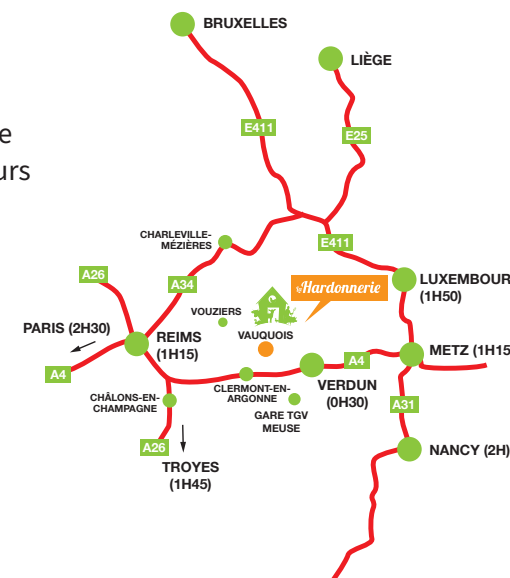 BRUXELLES
LIÈGE
e
urs
E411
E25
CHARLEVILLE-
MÉZIÈRES
E411
A26
A34
la Hardonnerie
LUXEMBOUR
(1H50)
VOUZIERS
PARIS (2H30)
REIMS
(1H15)
VAUQUOIS
A4
METZ (1H15
A4
CLERMONT-EN-
ARGONNE
VERDUN
(0H30)
CHÂLONS-EN-
CHAMPAGNE
GARE TGV
MEUSE
A31
A26
NANCY (2H)
TROYES
(1H45)